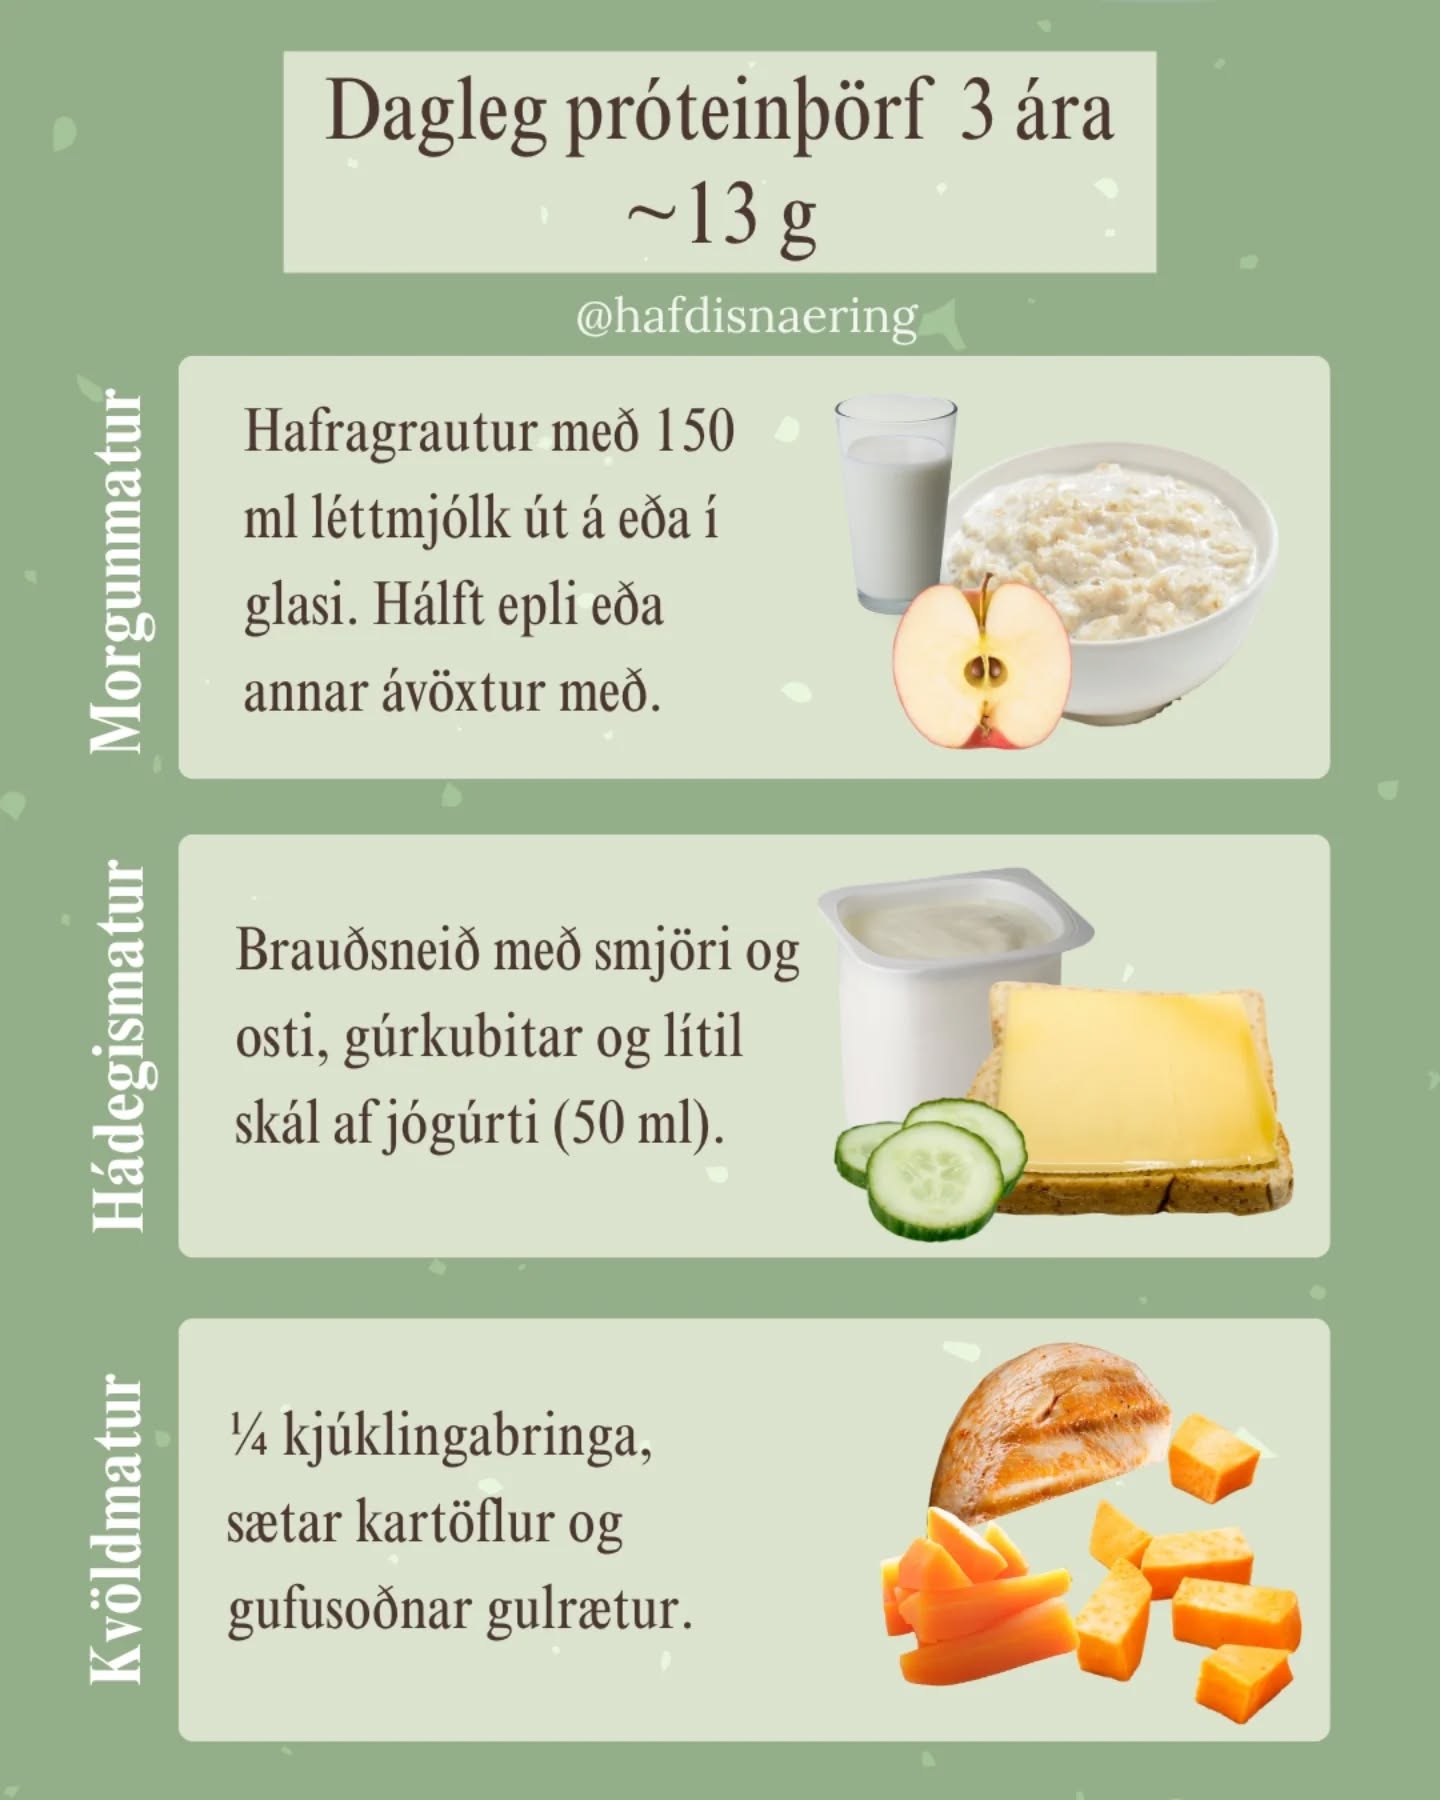 Dagleg próteinþörf 3 ára
~13 g
@hafdisnaering
Morgunmatur
Hafragrautur með 150
ml léttmjólk út á eða í
glasi. Hálft epli eða
annar ávöxtur með.
Hádegismatur
Brauðsneið með smjöri og
osti, gúrkubitar og lítil
skál af jógúrti (50 ml).
Kvöldmatur
¼ kjúklingabringa,
sætar kartöflur og
gufusoðnar gulrætur.